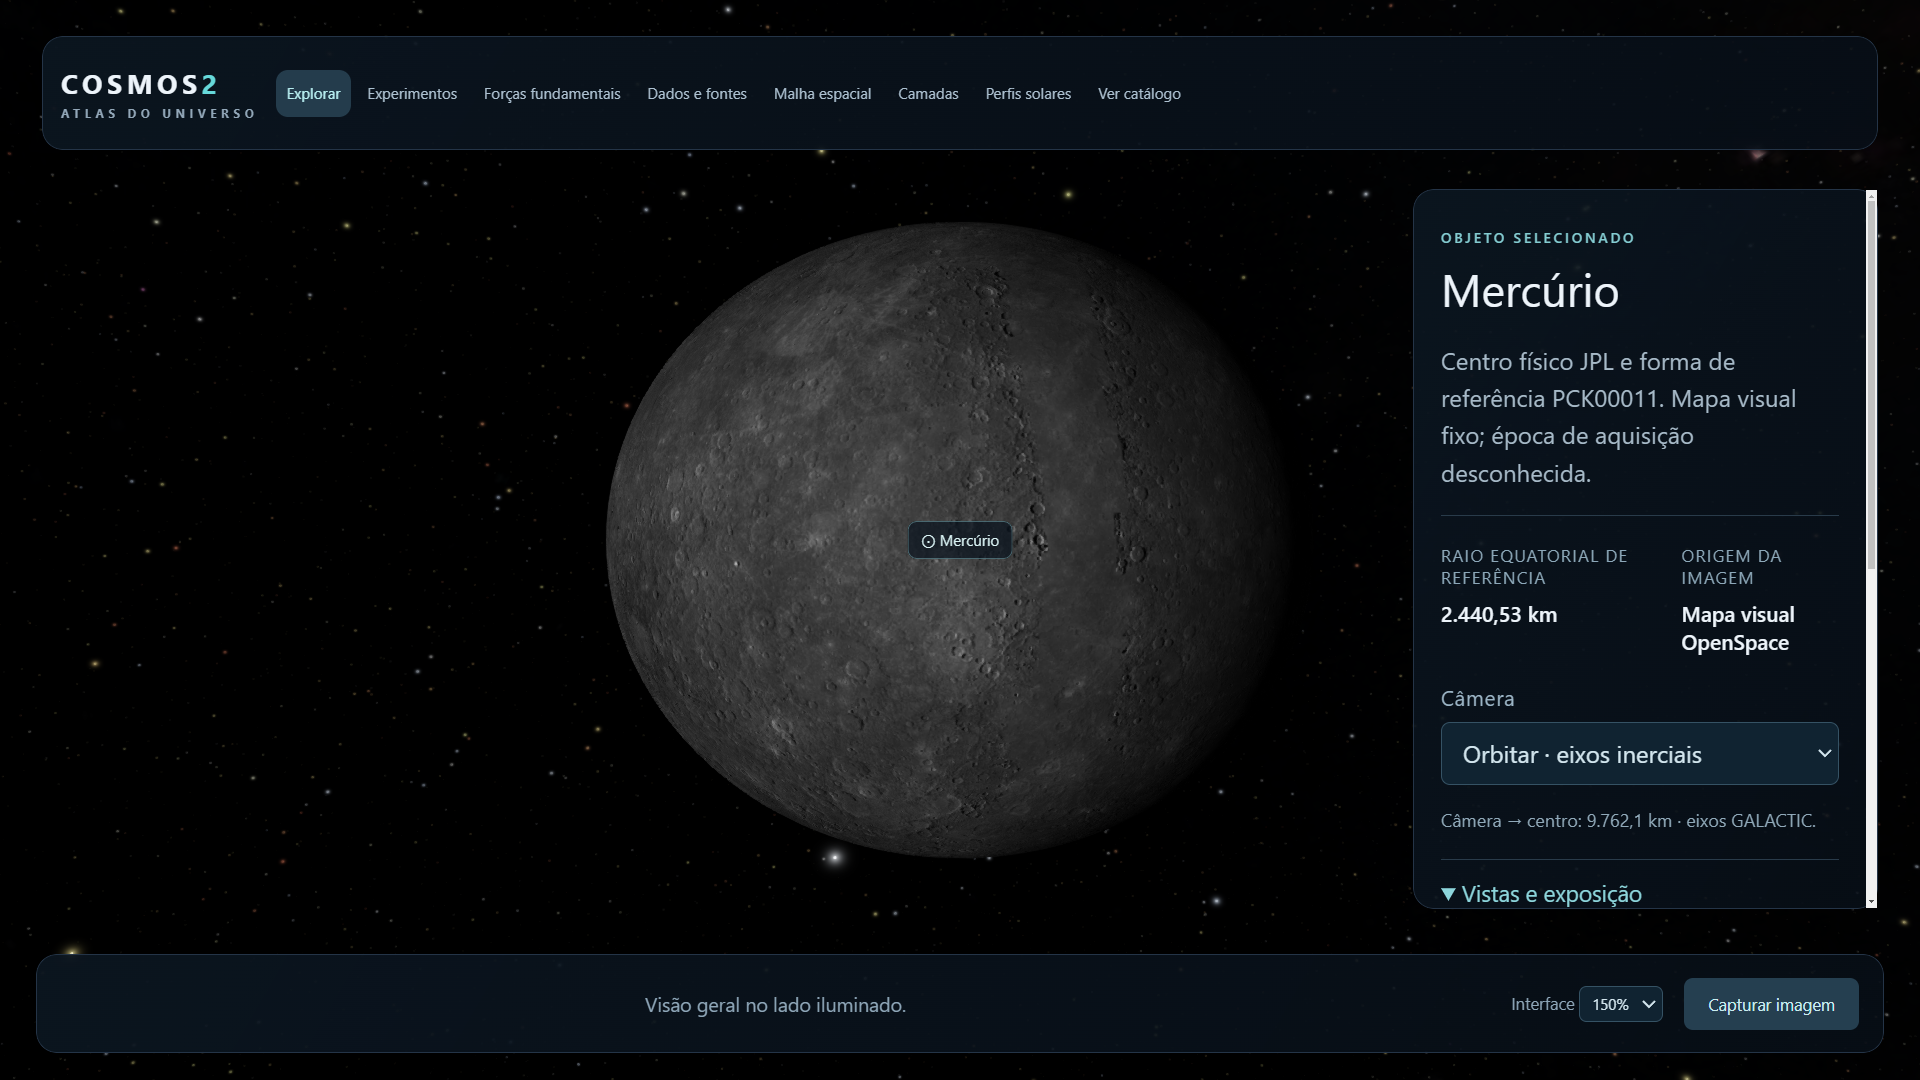 COSMOS2
ATLAS DO UNIVERSO
Explorar
Experimentos
Forças fundamentais
Dados e fontes
Malha espacial
Camadas
Perfis solares
Ver catálogo
OBJETO SELECIONADO
Mercúrio
Centro físico JPL e forma de
referência PCK00011. Mapa visual
fixo; época de aquisição
desconhecida.
RAIO EQUATORIAL DE
REFERÊNCIA
2.440,53 km
ORIGEM DA
IMAGEM
Mapa visual
OpenSpace
Câmera
Orbitar · eixos inerciais
Câmera → centro: 9.762,1 km · eixos GALACTIC.
▼ Vistas e exposição
Mercúrio
Visão geral no lado iluminado.
Interface
150%
Capturar imagem